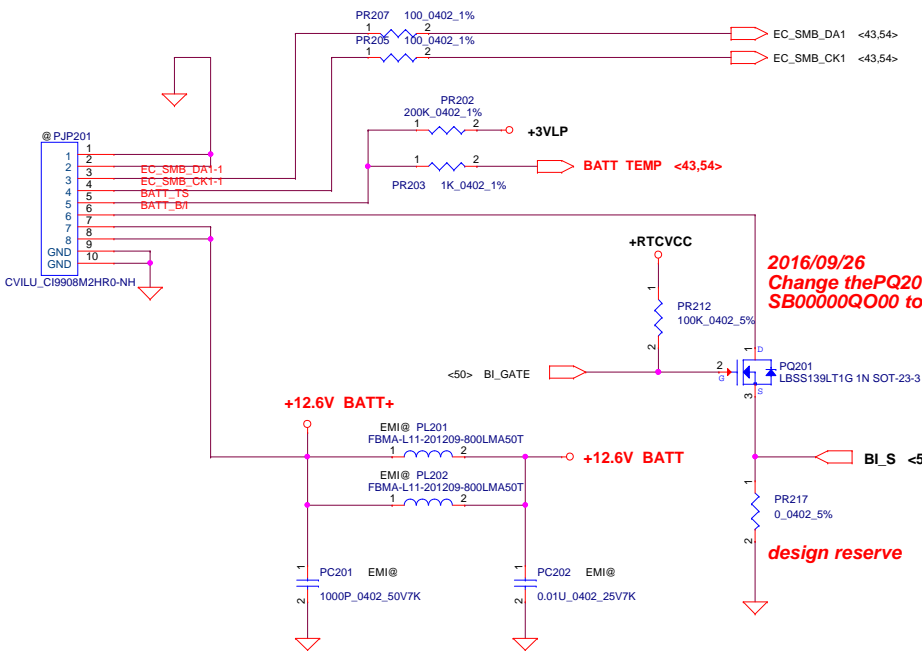 PR207 100_0402_1%
1 2
EC_SMB_DA1 <43,54>
PR205 100_0402_1%
1 2
EC_SMB_CK1 <43,54>
PR202
200K_0402_1%
1 2
+3VLP
1 2
BATT TEMP <43,54>
PR203 1K_0402_1%
@ PJP201
1 1
2 2
3 3 EC_SMB_DA1-1
4 4 EC_SMB_CK1-1
5 5 BATT_TS
6 6 BATT_B/I
7 7
8 8
GND 9
GND 10
CVILU_CI9908M2HR0-NH
+RTCVCC
1
PR212
100K_0402_5%
2
2016/09/26
Change thePQ20
SB00000QO00 to
<50> BI_GATE
1 D
2 G
PQ201
LBSS139LT1G 1N SOT-23-3
3 S
+12.6V BATT+
EMI@ PL201
FBMA-L11-201209-800LMA50T
1 2
+12.6V BATT
EMI@ PL202
FBMA-L11-201209-800LMA50T
1 2
BI_S <5
1
PR217
0_0402_5%
2
design reserve
1
PC201 EMI@
1000P_0402_50V7K
2
1
PC202 EMI@
0.01U_0402_25V7K
2